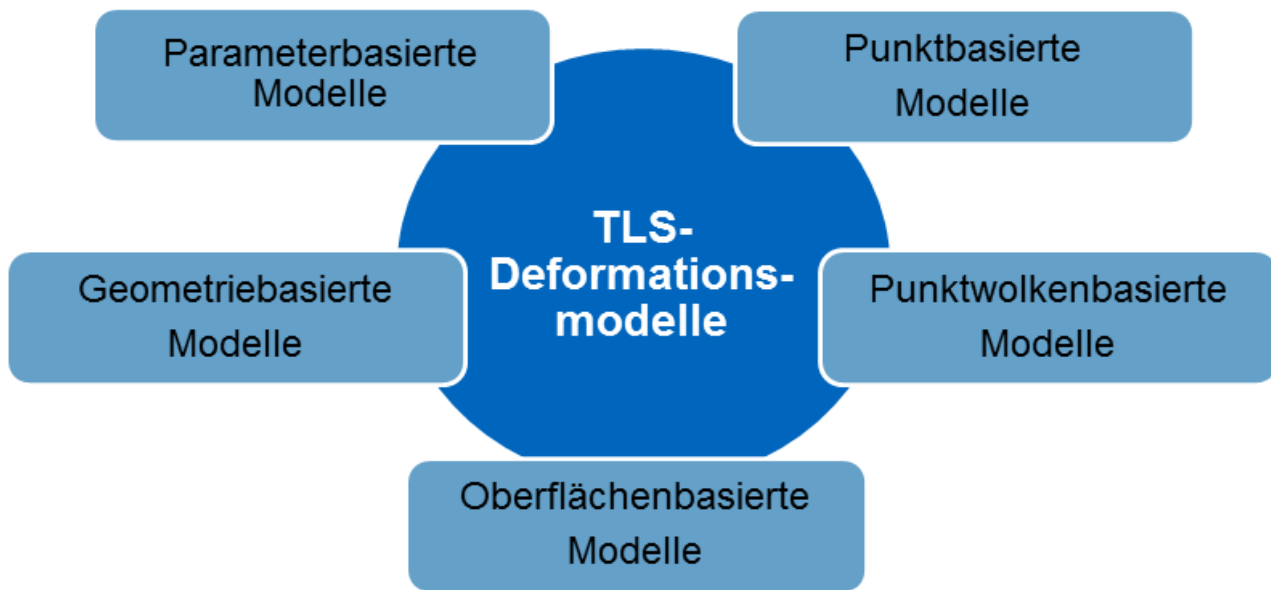 Parameterbasierte
Modelle
Punktbasierte
Modelle
TLS-
Deformations-
modelle
Geometriebasierte
Modelle
Punktwolkenbasierte
Modelle
Oberflächenbasierte
Modelle